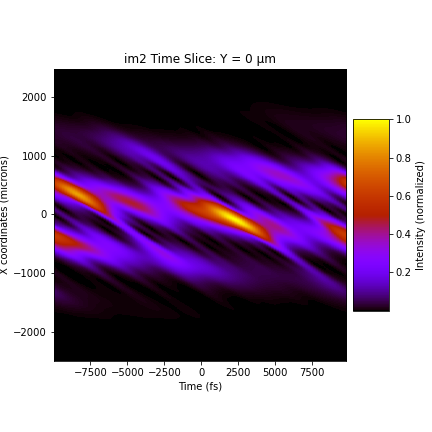 im2 Time Slice: Y = 0 μm
2000
1000
0
−1000
−2000
X coordinates (microns)
−7500 −5000 −2500 0 2500 5000 7500
Time (fs)
1.0
0.8
0.6
0.4
0.2
Intensity (normalized)